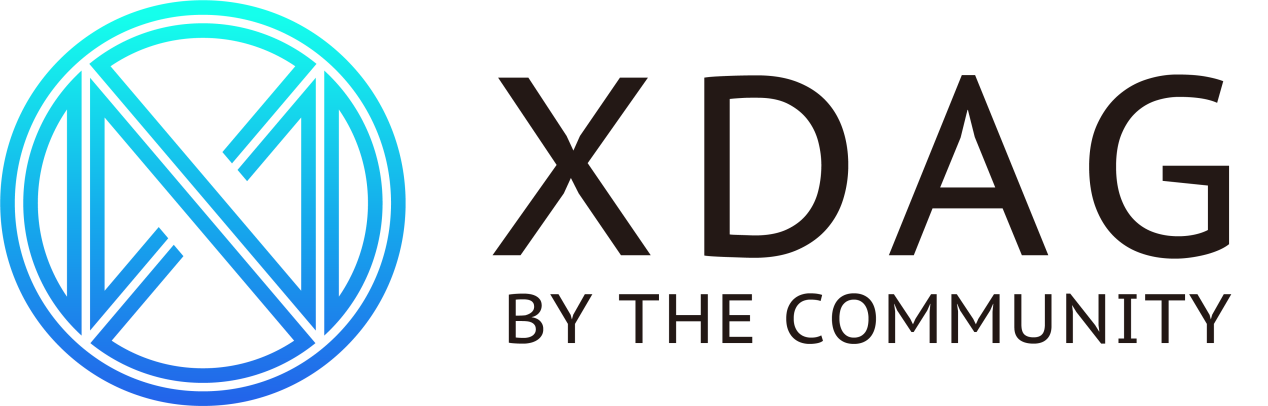 XDAG
BY THE COMMUNITY